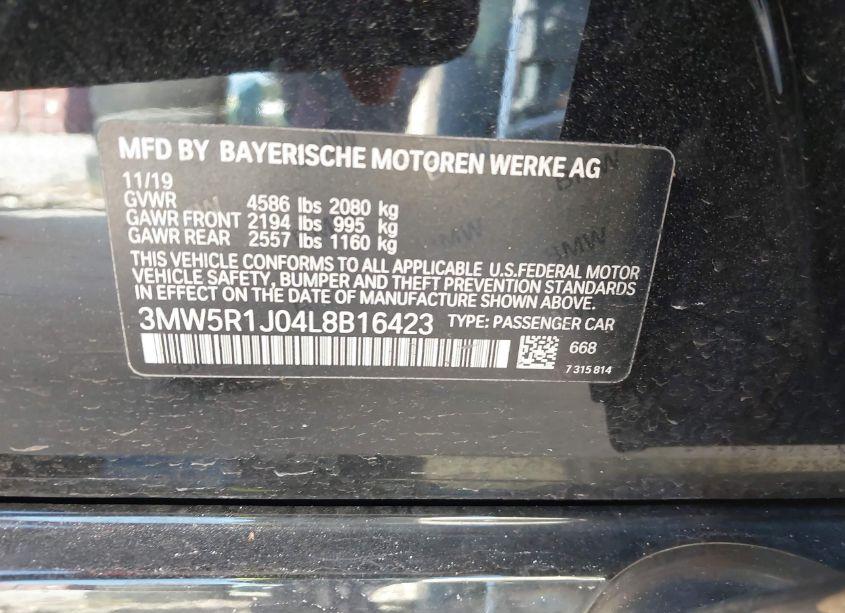 MFD BY BAYERISCHE MOTOREN WERKE AG
11/19
GVWR 4586 lbs 2080 kg
GAWR FRONT 2194 lbs 995 kg
GAWR REAR 2557 lbs 1160 kg
THIS VEHICLE CONFORMS TO ALL APPLICABLE U.S.FEDERAL MOTOR
VEHICLE SAFETY, BUMPER AND THEFT PREVENTION STANDARDS
IN EFFECT ON THE DATE OF MANUFACTURE SHOWN ABOVE.
3MW5R1J04L8B16423 TYPE: PASSENGER CAR
668
7 315 814